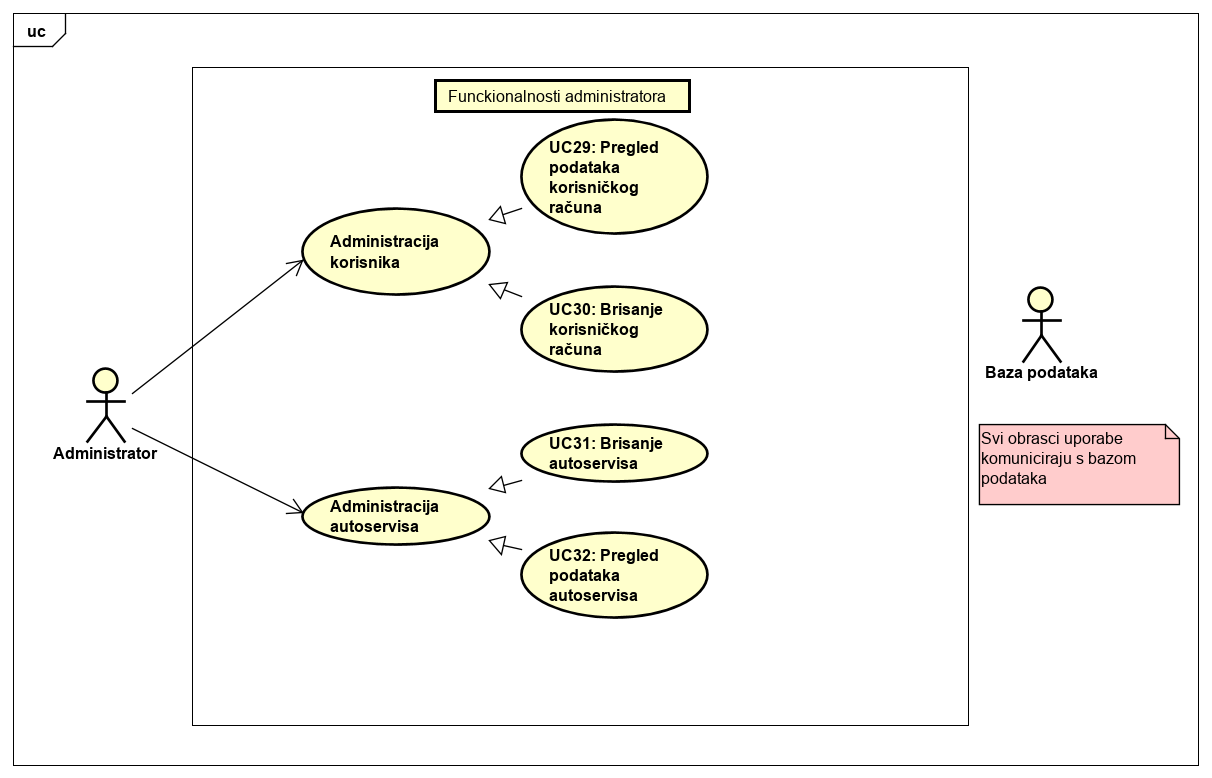 uc
Funckionalnosti administratora
UC29: Pregled
podataka
korisničkog
računa
Administracija
korisnika
UC30: Brisanje
korisničkog
računa
Baza podataka
Administrator
Svi obrasci uporabe
komuniciraju s bazom
podataka
UC31: Brisanje
autoservisa
Administracija
autoservisa
UC32: Pregled
podataka
autoservisa